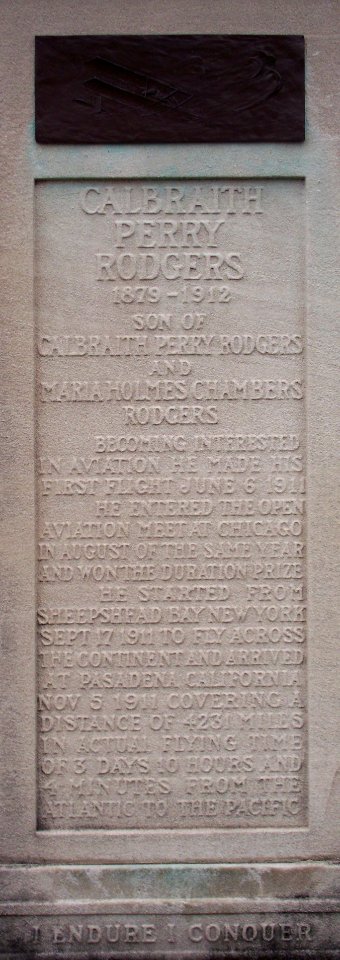 CALBRAITH
PERRY
RODGERS
1879-1912
SON OF
CALBRAITH PERRY RODGERS
AND
MARIA HOLMES CHAMBERS
RODGERS
BECOMING INTERESTED
IN AVIATION HE MADE HIS
FIRST FLIGHT JUNE 6 1911
HE ENTERED THE OPEN
AVIATION MEET AT CHICAGO
IN AUGUST OF THE SAME YEAR
AND WON THE DURATION PRIZE
HE STARTED FROM
SHEEPSHEAD BAY NEW YORK
SEPT 17 1911 TO FLY ACROSS
THE CONTINENT AND ARRIVED
AT PASADENA CALIFORNIA
NOV 5 1911 COVERING A
DISTANCE OF 4231 MILES
IN ACTUAL FLYING TIME
OF 3 DAYS 10 HOURS AND
4 MINUTES FROM THE
ATLANTIC TO THE PACIFIC
I ENDURE I CONQUER